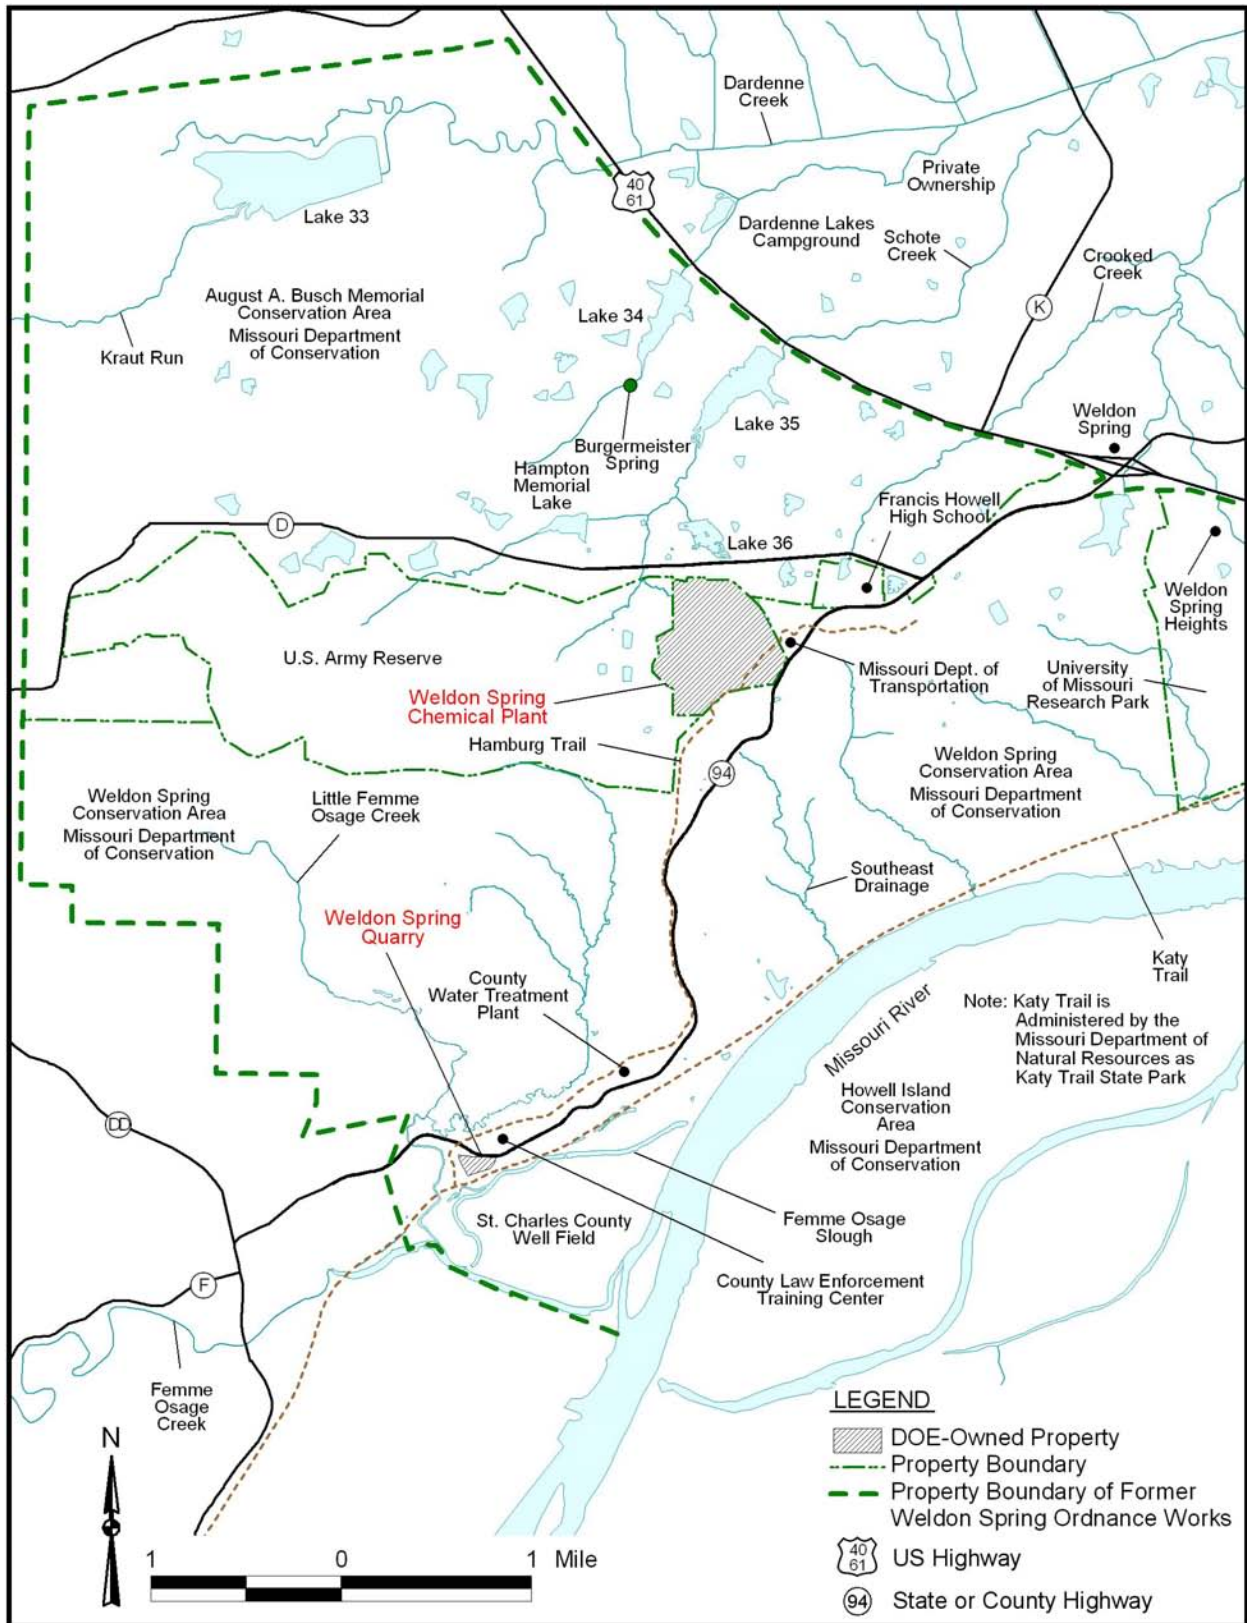 Dardenne
Creek
Private
Ownership
40
61
Lake 33
Dardenne Lakes
Campground
Schote
Creek
Crooked
Creek
August A. Busch Memorial
Conservation Area
Missouri Department
of Conservation
Lake 34
K
Kraut Run
Weldon
Spring
Lake 35
Burgermeister
Spring
Hampton
Memorial
Lake
Francis Howell
High School
D
Lake 36
Weldon
Spring
Heights
U.S. Army Reserve
Missouri Dept. of
Transportation
University
of Missouri
Research Park
Weldon Spring
Chemical Plant
Hamburg Trail
94
Weldon Spring
Conservation Area
Missouri Department
of Conservation
Weldon Spring
Conservation Area
Missouri Department
of Conservation
Little Femme
Osage Creek
Southeast
Drainage
Weldon Spring
Quarry
Katy
Trail
County
Water Treatment
Plant
Missouri River
Note: Katy Trail is
Administered by the
Missouri Department of
Natural Resources as
Katy Trail State Park
Howell Island
Conservation
Area
Missouri Department
of Conservation
DD
St. Charles County
Well Field
Femme Osage
Slough
County Law Enforcement
Training Center
F
Femme
Osage
Creek
LEGEND
DOE-Owned Property
Property Boundary
Property Boundary of Former
Weldon Spring Ordnance Works
40
61
US Highway
94
State or County Highway
N
1 0 1 Mile